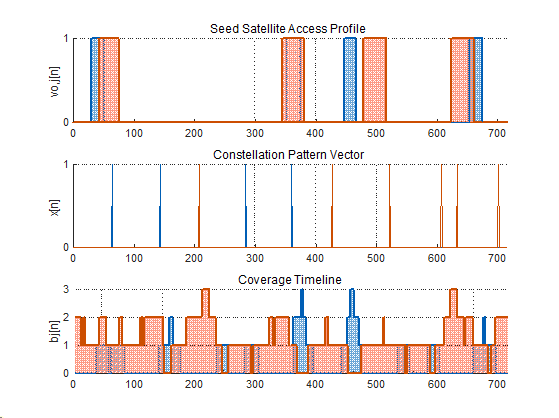 Seed Satellite Access Profile
1
vo,j[n]
0
0 100 200 300 400 500 600 700
Constellation Pattern Vector
1
x[n]
0
0 100 200 300 400 500 600 700
Coverage Timeline
3
2
bj[n]
1
0
0 100 200 300 400 500 600 700